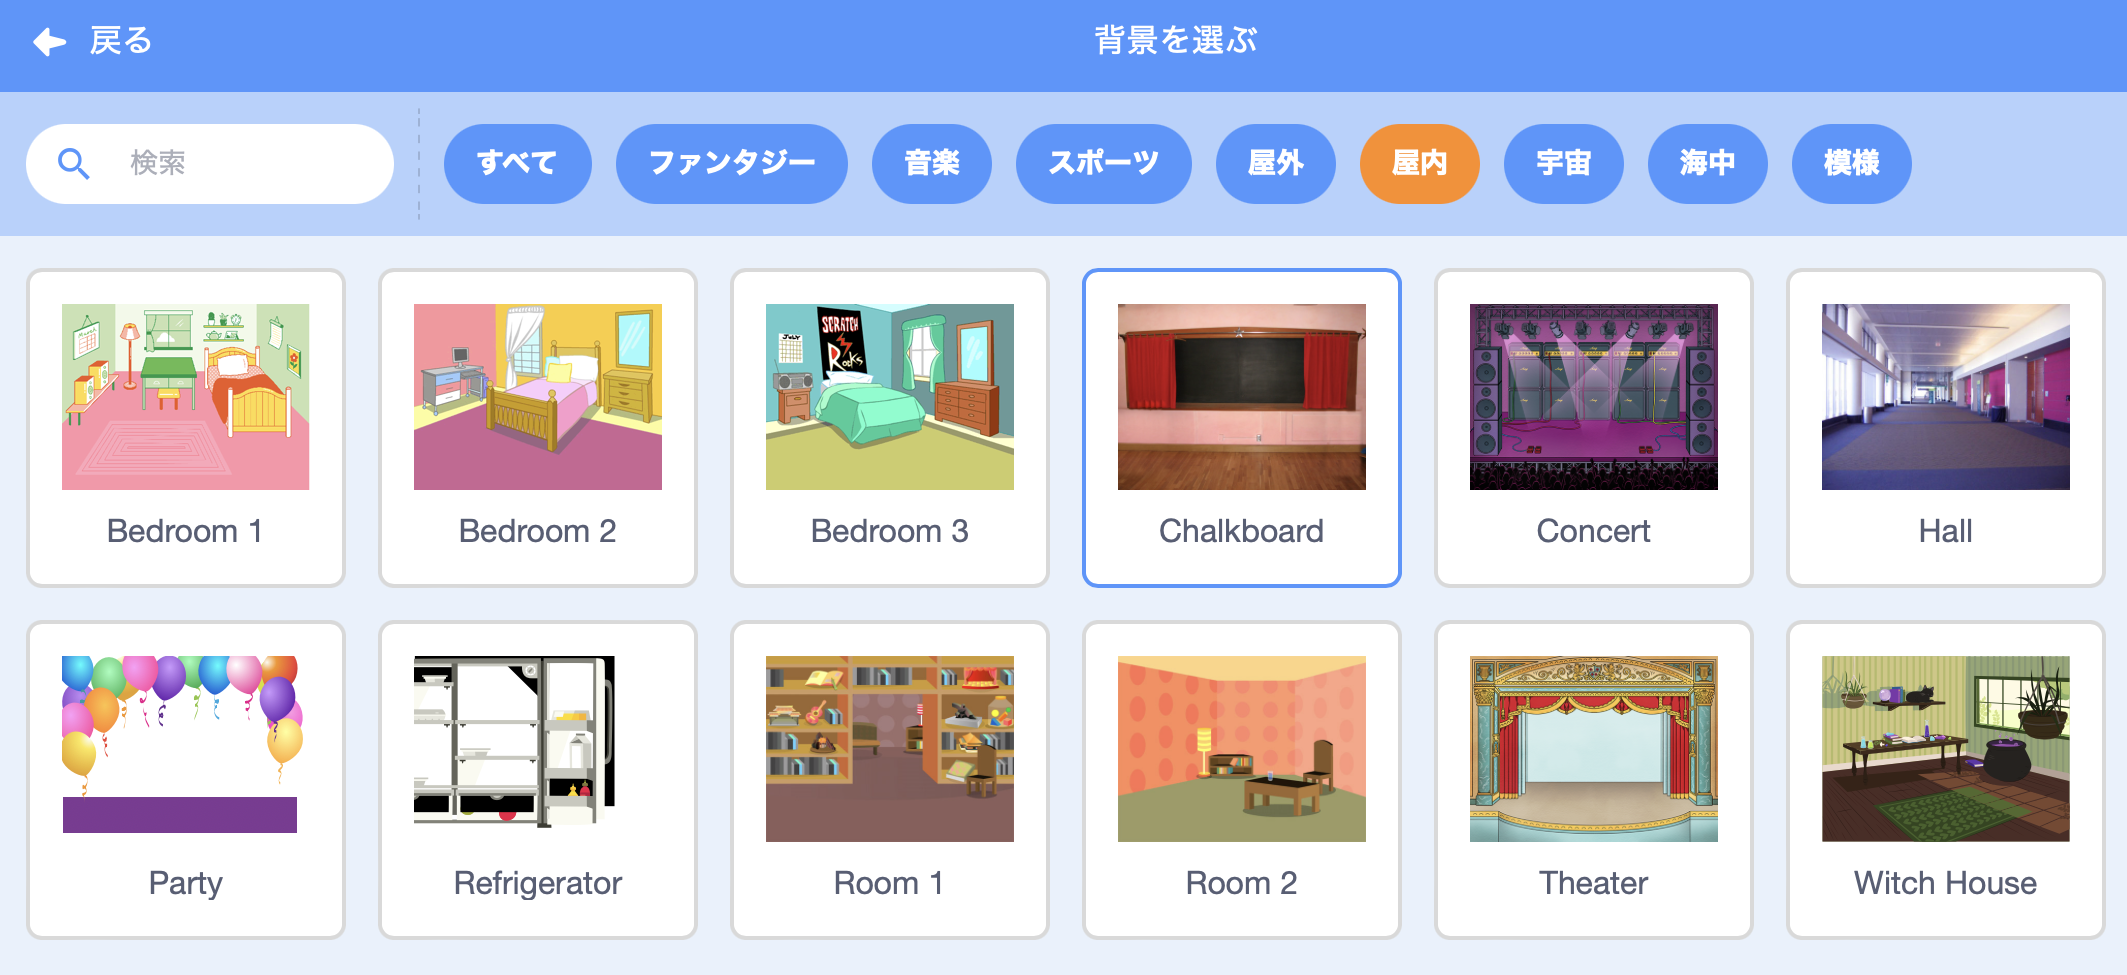 戻る
背景を選ぶ
検索
すべて
ファンタジー
音楽
スポーツ
屋外
屋内
宇宙
海中
模様
JULY
SCRATCH
Rocks
Bedroom 1
Bedroom 2
Bedroom 3
Chalkboard
Concert
Hall
Party
Refrigerator
Room 1
Room 2
Theater
Witch House